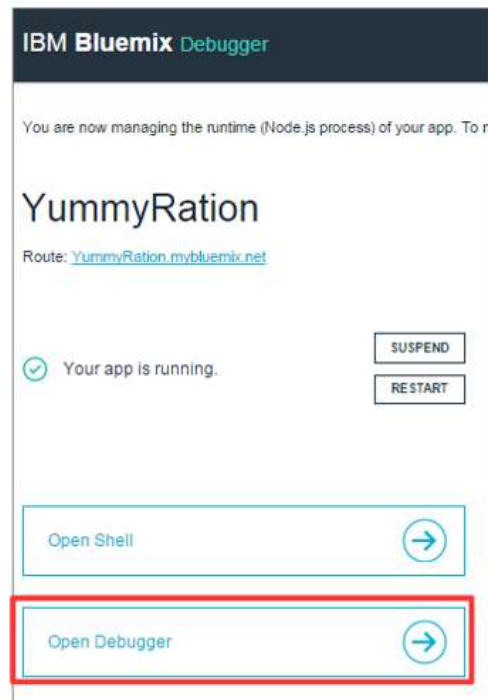 IBM Bluemix Debugger
You are now managing the runtime (Node.js process) of your app. To
YummyRation
Route: YummyRation.mybluemix.net
Your app is running.
SUSPEND
RESTART
Open Shell
Open Debugger